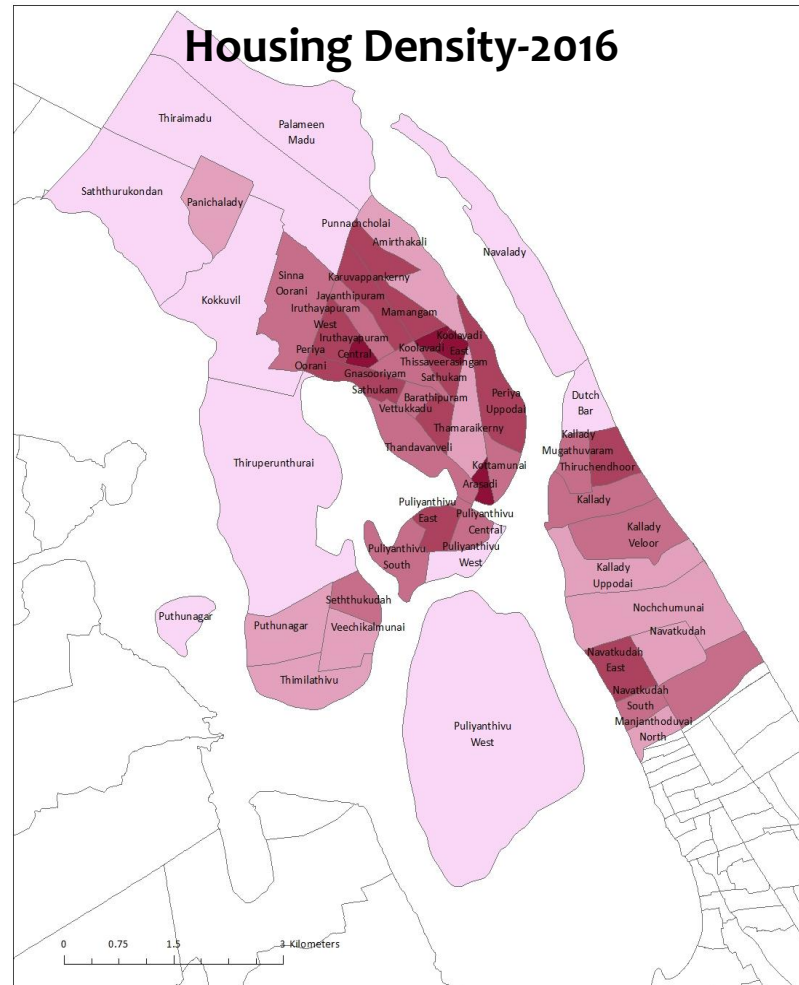 Housing Density-2016
Thiraimadu
Palameen
Madu
Saththurukondan
Panichalady
Punnachcholai
Amirthakali
Navalady
Kokkuvil
Sinna
Oorani
Karuvappankerny
Jayanthipuram
Iruthayapuram
West
Mamangam
Iruthayapuram
Central
Periya
Oorani
Koolavadi
Koolavadi
East
Thissaveerasingam
Sathukam
Gnasooriyam
Sathukam
Barathipuram
Vettukkadu
Periya
Uppodai
Thamaraikerny
Thandavanveli
Kottamunai
Arasadi
Dutch
Bar
Kallady
Mugathuvaram
Thiruchendhoor
Kallady
Kallady
Veloor
Kallady
Uppodai
Thiruperunthurai
Puliyanthivu
East
Puliyanthivu
Central
Puliyanthivu
South
Puliyanthivu
West
Seththukudah
Puthunagar
Puthunagar
Veechikalmunai
Thimilathivu
Nochchumunai
Navatkudah
Navatkudah
East
Navatkudah
South
Manjanthoduvai
North
Puliyanthivu
West
0 0.75 1.5 3 Kilometers